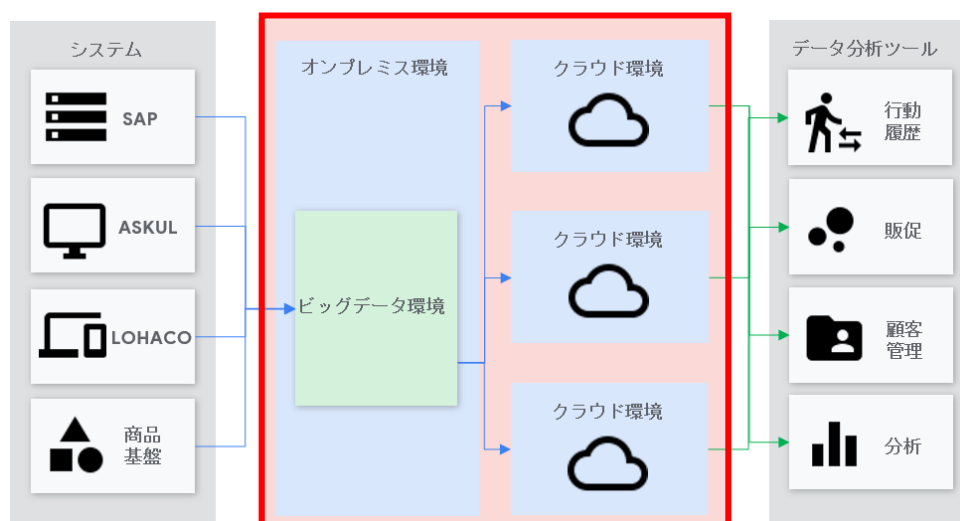 システム
SAP
ASKUL
LOHACO
商品
基盤
オンプレミス環境
ビッグデータ環境
クラウド環境
クラウド環境
クラウド環境
データ分析ツール
行動
履歴
販促
顧客
管理
分析